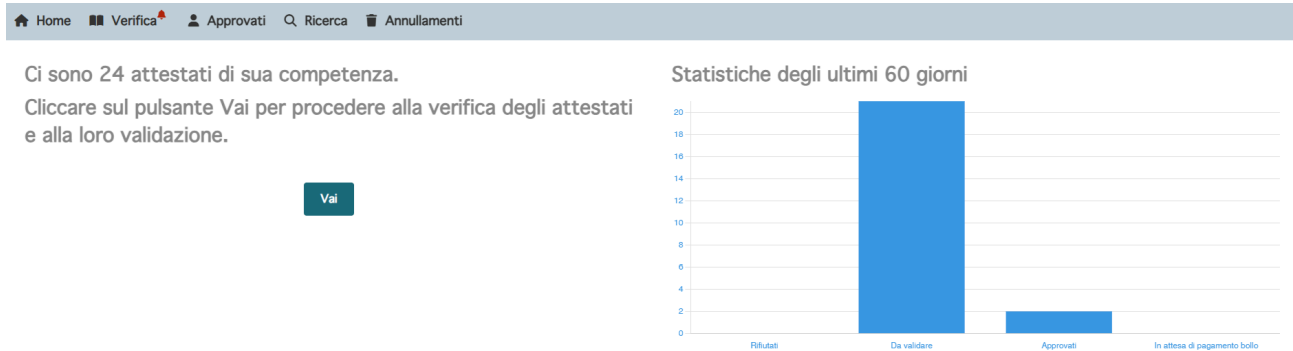 Home Verifica Approvati Ricerca Annullamenti
Ci sono 24 attestati di sua competenza.
Cliccare sul pulsante Vai per procedere alla verifica degli attestati
e alla loro validazione.
Vai
Statistiche degli ultimi 60 giorni
20
18
16
14
12
10
8
6
4
2
0
Rifiutati Da validare Approvati In attesa di pagamento bollo